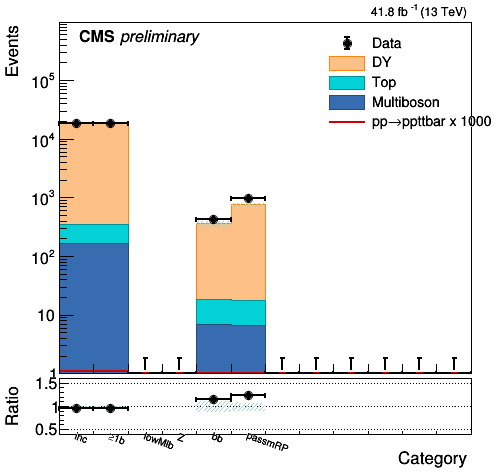 41.8 fb⁻¹ (13 TeV)
CMS preliminary
Events
Data
DY
Top
Multiboson
pp→ppttbar x 1000
10⁵
10⁴
10³
10²
10
1
Ratio
1.5
1
0.5
inc ≥1b lowMlb Z bb passmRP
Category